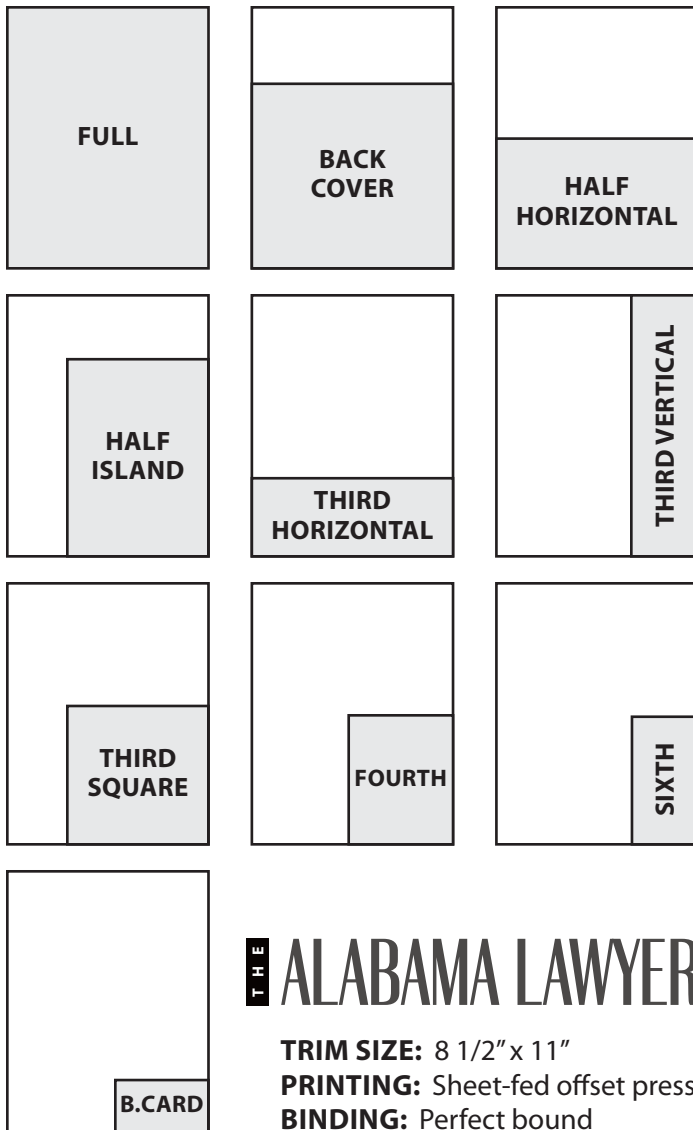 FULL
BACK
COVER
HALF
HORIZONTAL
HALF
ISLAND
THIRD
HORIZONTAL
THIRD VERTICAL
THIRD
SQUARE
FOURTH
SIXTH
B.CARD
THE ALABAMA LAWYER
TRIM SIZE: 8 1/2” x 11”
PRINTING: Sheet-fed offset press
BINDING: Perfect bound